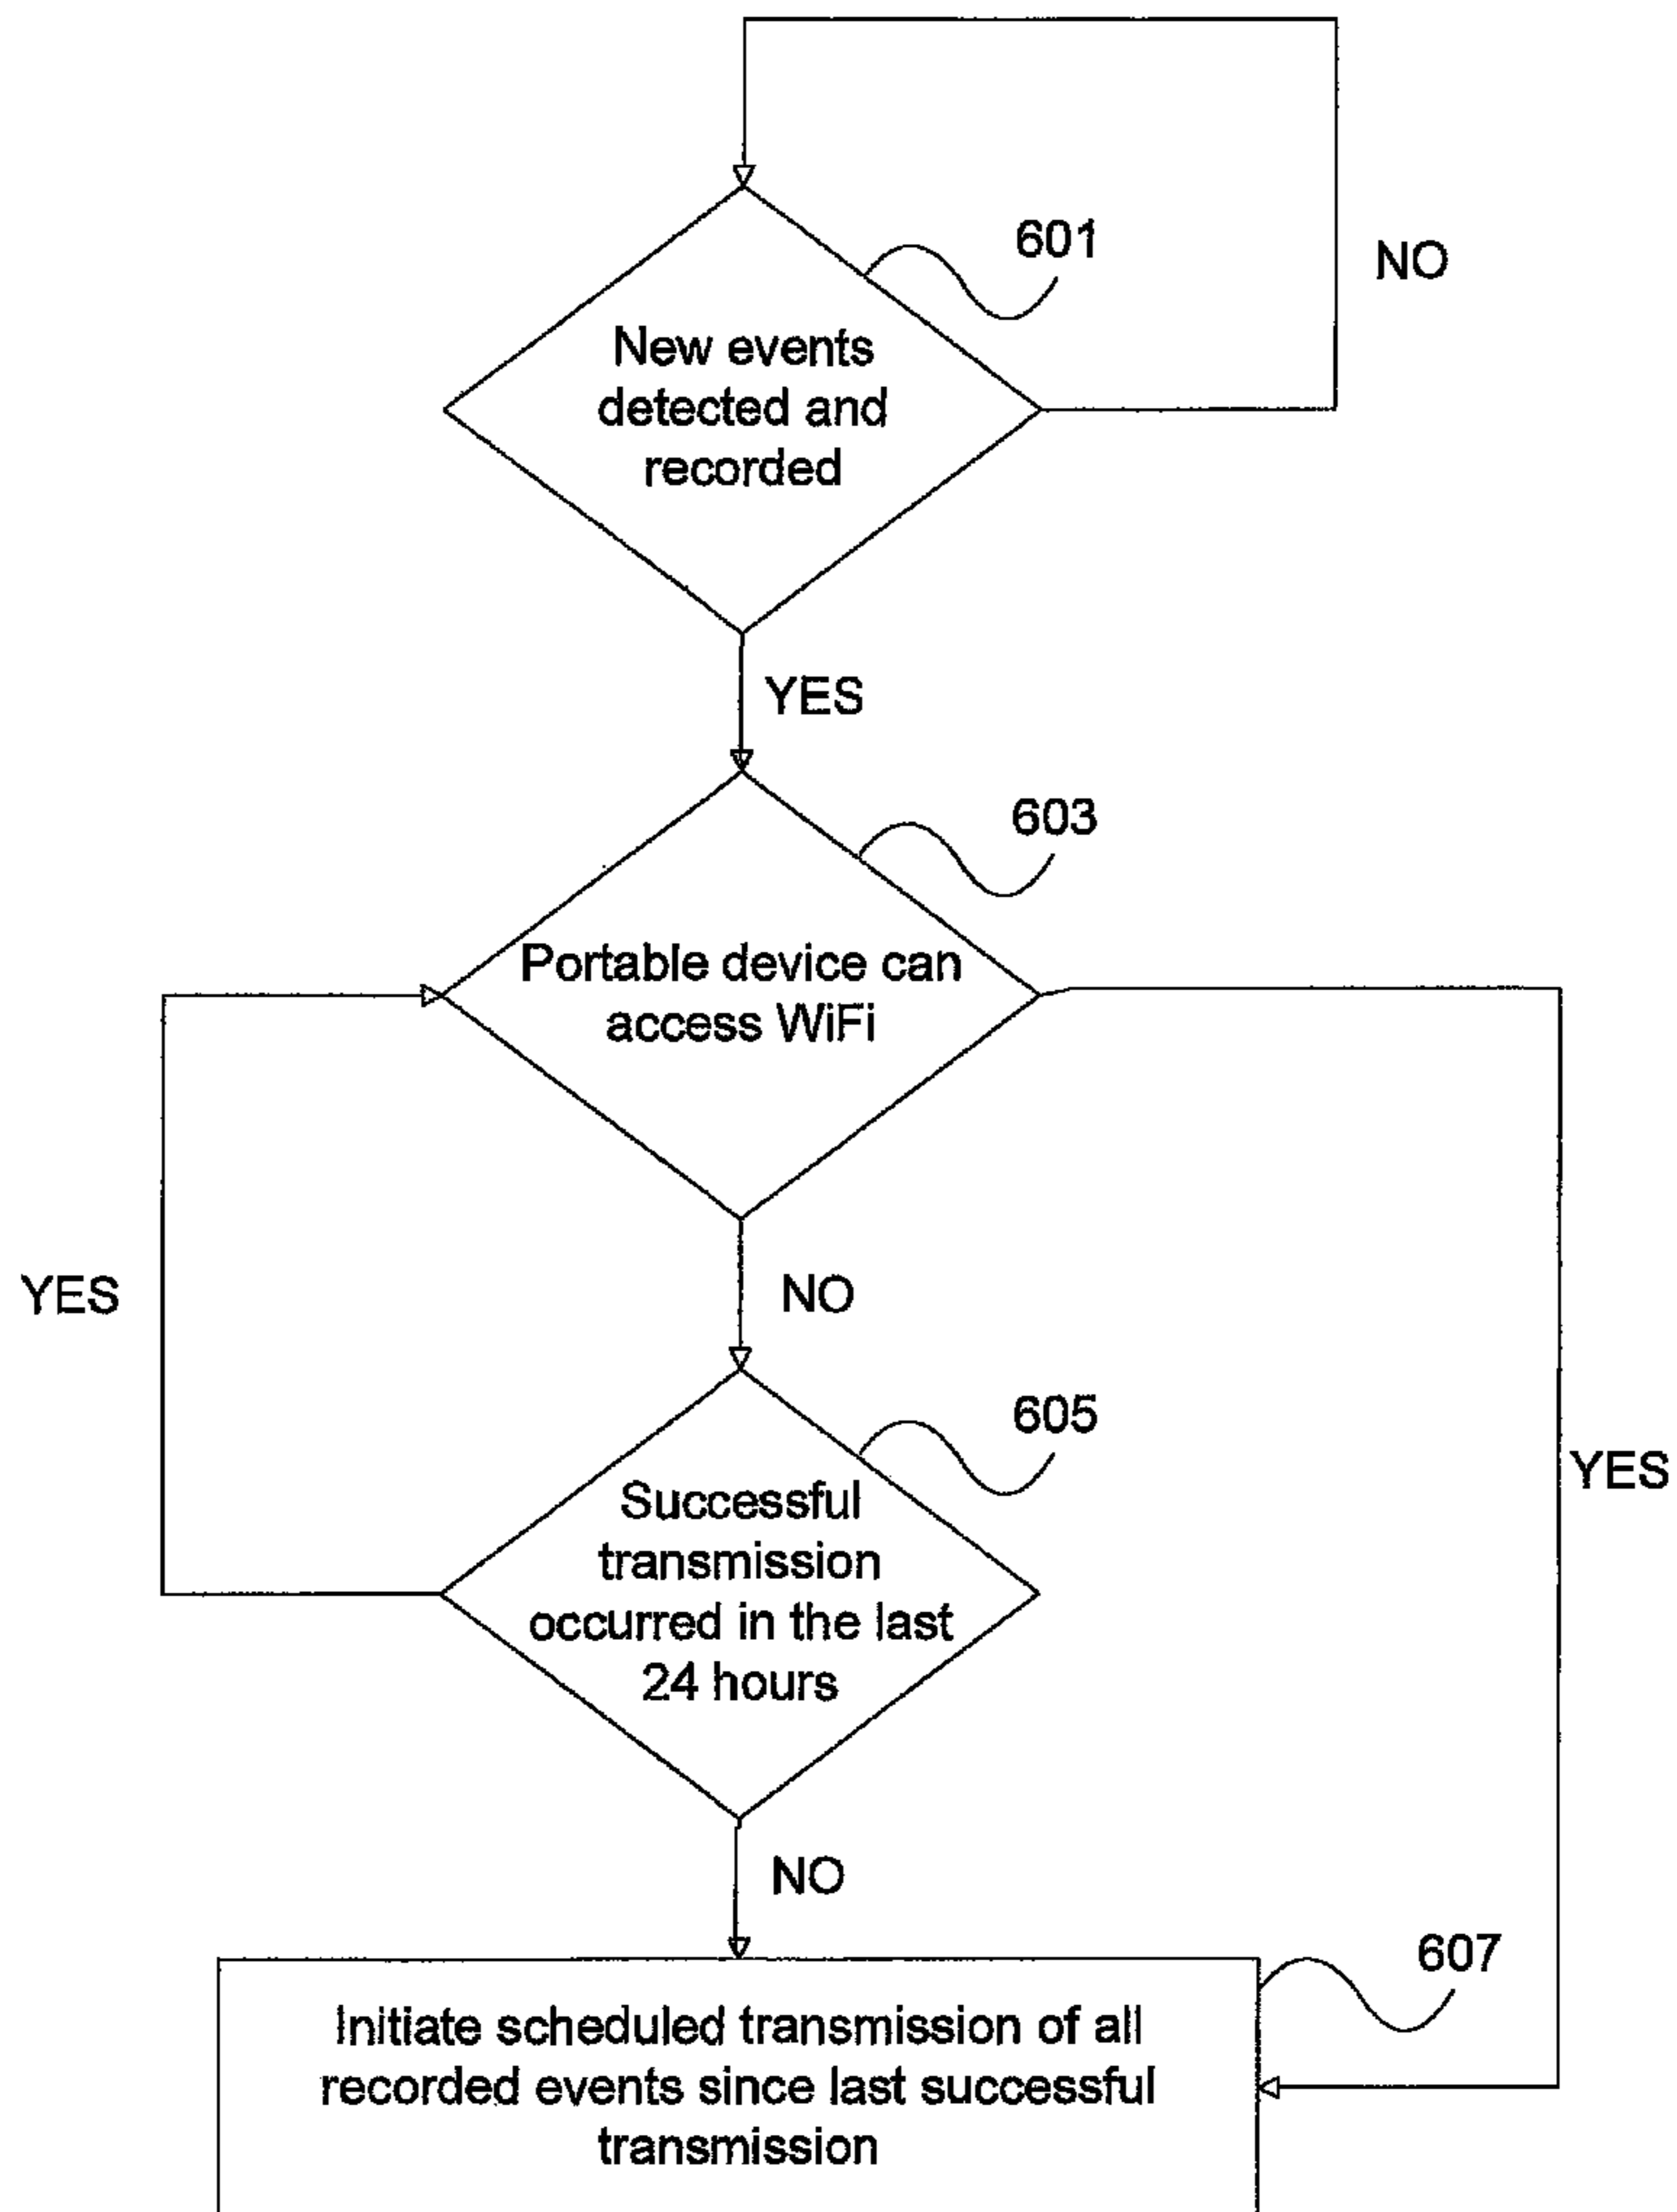 601
NO
New events
detected and
recorded
YES
603
Portable device can
access WiFi
YES
NO
605
YES
Successful
transmission
occurred in the last
24 hours
NO
607
Initiate scheduled transmission of all
recorded events since last successful
transmission